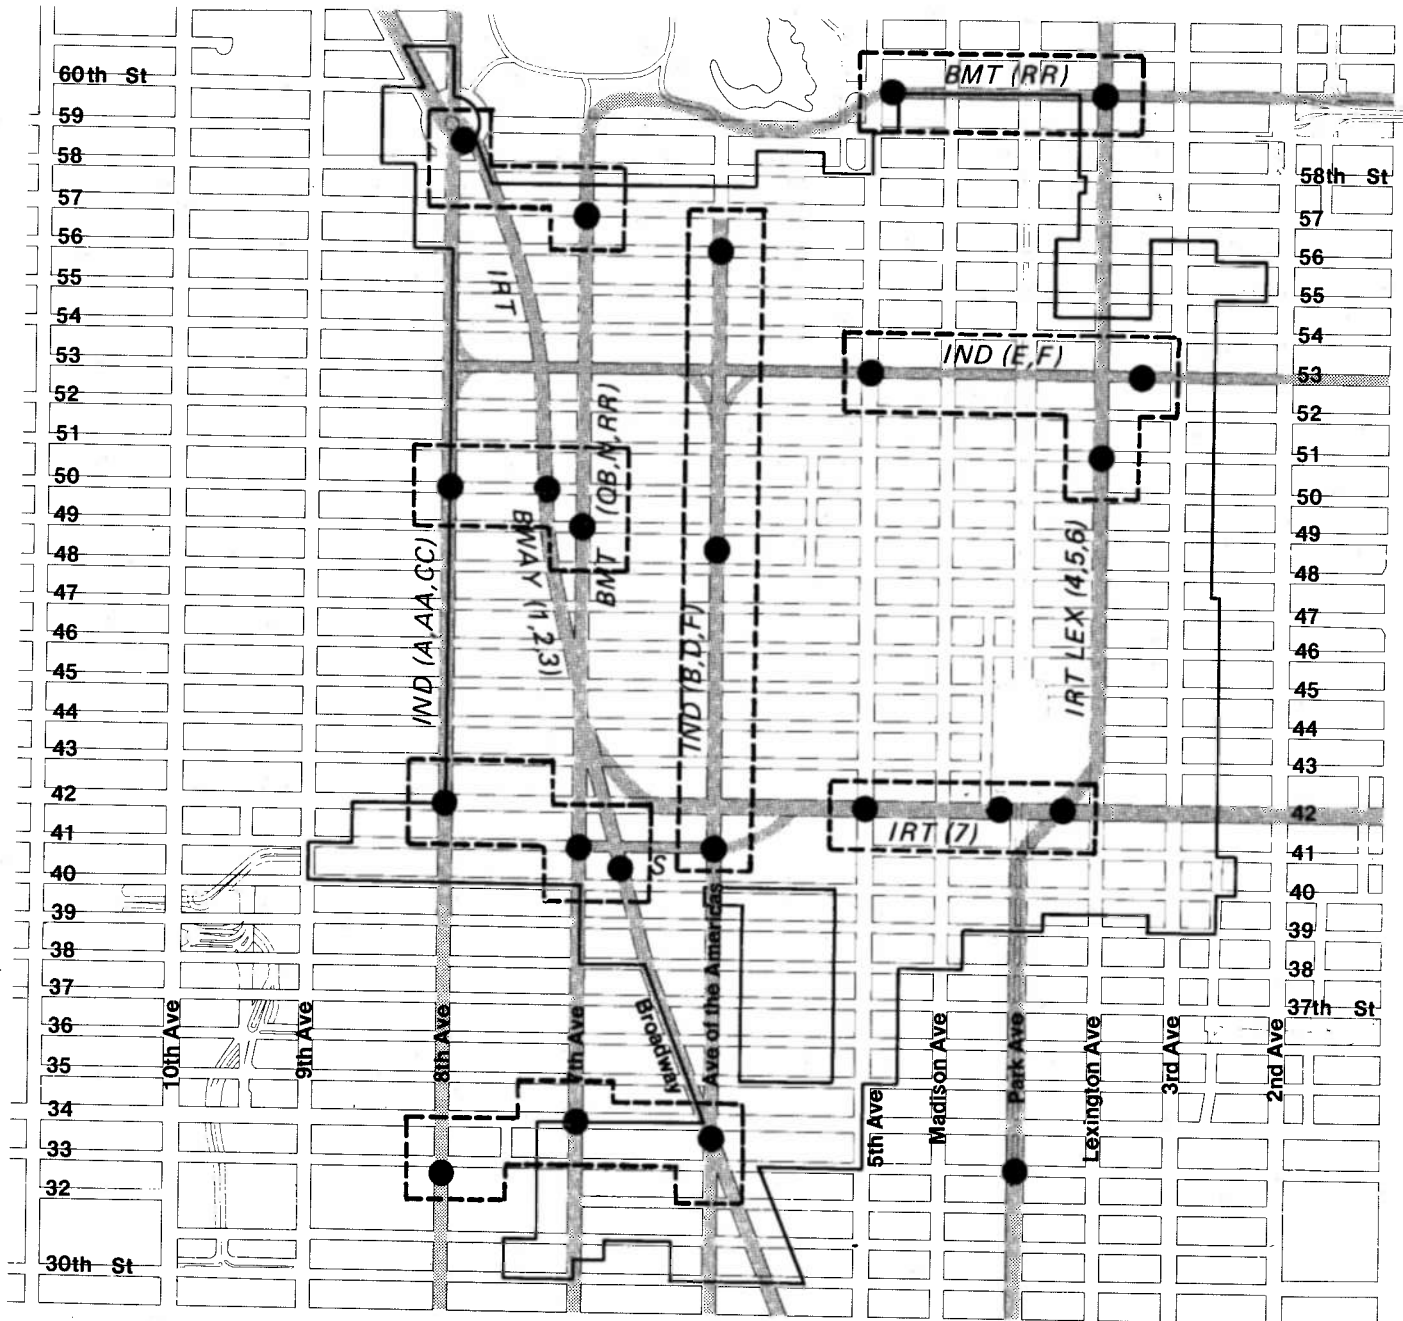 60th St
59
58
57
56
55
54
53
52
51
50
49
48
47
46
45
44
43
42
41
40
39
38
37
36
35
34
33
32
30th St
BMT (RR)
IRT
IND (E,F)
BMT (QB,N,RR)
BWAY (1,2,3)
IND (A,AA,CC)
IND (B,D,F)
IRT LEX (4,5,6)
IRT (7)
S
58th St
57
56
55
54
53
52
51
50
49
48
47
46
45
44
43
42
41
40
39
38
37th St
10th Ave
9th Ave
8th Ave
7th Ave
Broadway
Ave of the Americas
5th Ave
Madison Ave
Park Ave
Lexington Ave
3rd Ave
2nd Ave